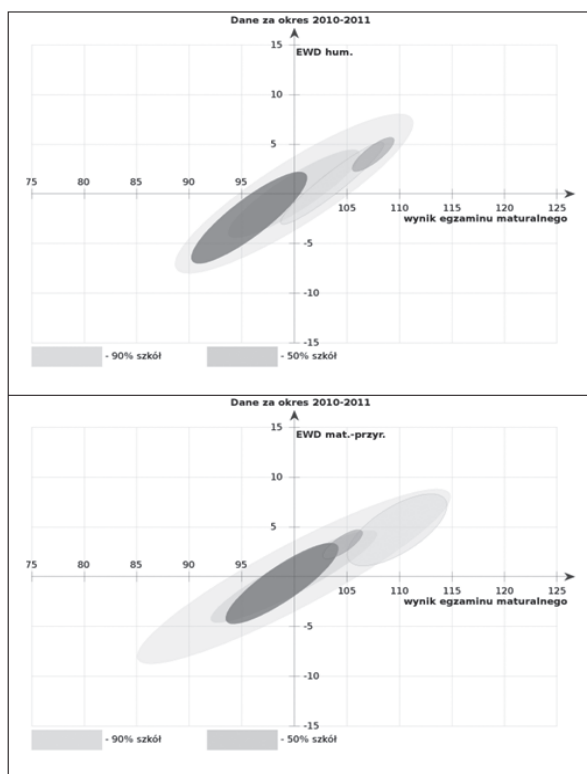 Dane za okres 2010-2011
15
EWD hum.
10
5
75 80 85 90 95 105 110 115 120 125
wynik egzaminu maturalnego
-5
-10
-15
- 90% szkół - 50% szkół
Dane za okres 2010-2011
15
EWD mat.-przyr.
10
5
75 80 85 90 95 105 110 115 120 125
wynik egzaminu maturalnego
-5
-10
-15
- 90% szkół - 50% szkół